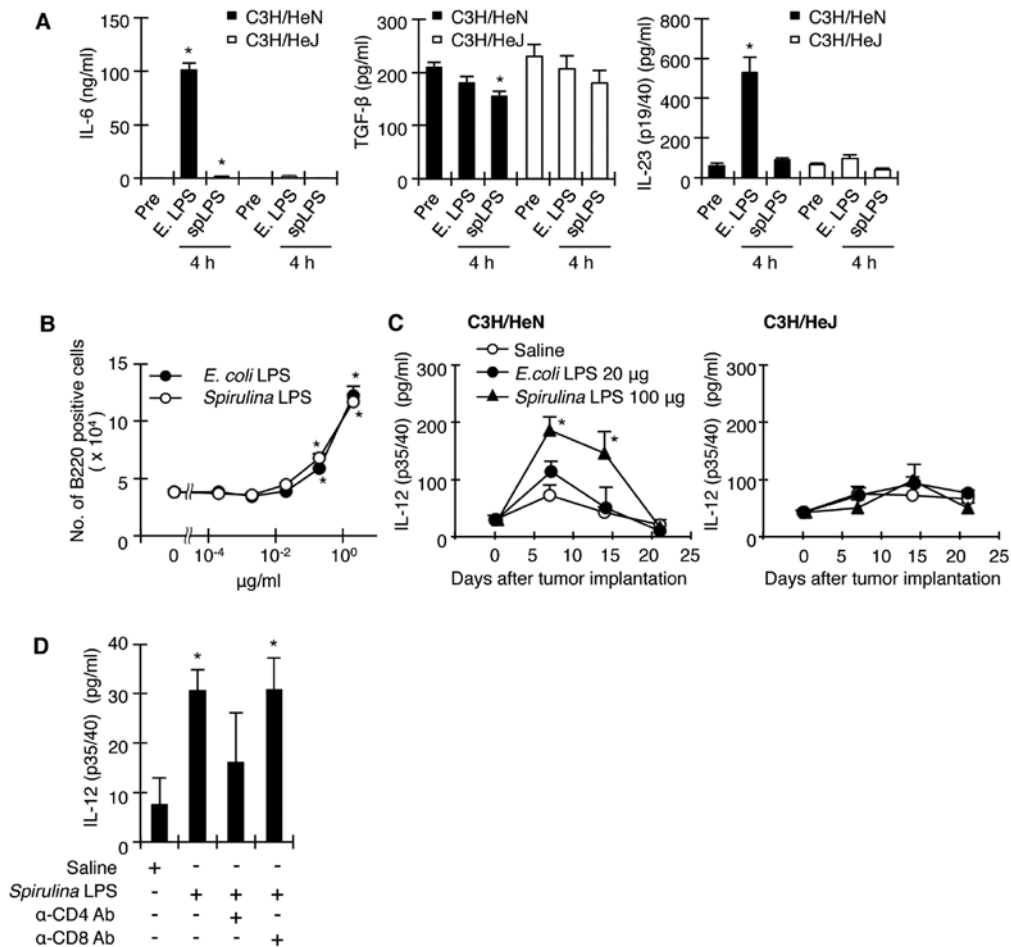 A
IL-6 (ng/ml)
150
100
50
0
C3H/HeN
C3H/HeJ
*
*
Pre
E. LPS
spLPS
Pre
E. LPS
spLPS
4 h
4 h
TGF-β (pg/ml)
300
200
100
0
C3H/HeN
C3H/HeJ
*
Pre
E. LPS
spLPS
Pre
E. LPS
spLPS
4 h
4 h
IL-23 (p19/40) (pg/ml)
800
600
400
200
0
C3H/HeN
C3H/HeJ
*
Pre
E. LPS
spLPS
Pre
E. LPS
spLPS
4 h
4 h
B
No. of B220 positive cells
( x 10⁴)
15
10
5
0
E. coli LPS
Spirulina LPS
*
*
*
*
0
10⁻⁴
10⁻²
10⁰
μg/ml
C
C3H/HeN
IL-12 (p35/40) (pg/ml)
300
200
100
0
Saline
E.coli LPS 20 μg
Spirulina LPS 100 μg
*
*
0 5 10 15 20 25
Days after tumor implantation
C3H/HeJ
IL-12 (p35/40) (pg/ml)
300
200
100
0
0 5 10 15 20 25
Days after tumor implantation
D
IL-12 (p35/40) (pg/ml)
40
30
20
10
0
*
*
Saline + - - -
Spirulina LPS - + + +
α-CD4 Ab - - + -
α-CD8 Ab - - - +